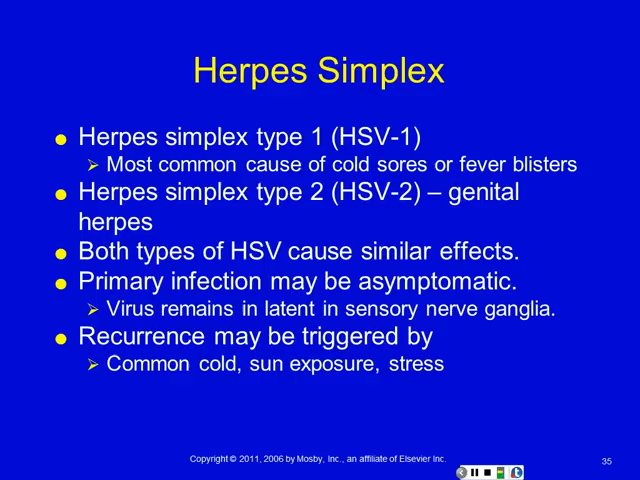 Herpes Simplex
● Herpes simplex type 1 (HSV-1)
➢ Most common cause of cold sores or fever blisters
● Herpes simplex type 2 (HSV-2) – genital
herpes
● Both types of HSV cause similar effects.
● Primary infection may be asymptomatic.
➢ Virus remains in latent in sensory nerve ganglia.
● Recurrence may be triggered by
➢ Common cold, sun exposure, stress
Copyright © 2011, 2006 by Mosby, Inc., an affiliate of Elsevier Inc.
35